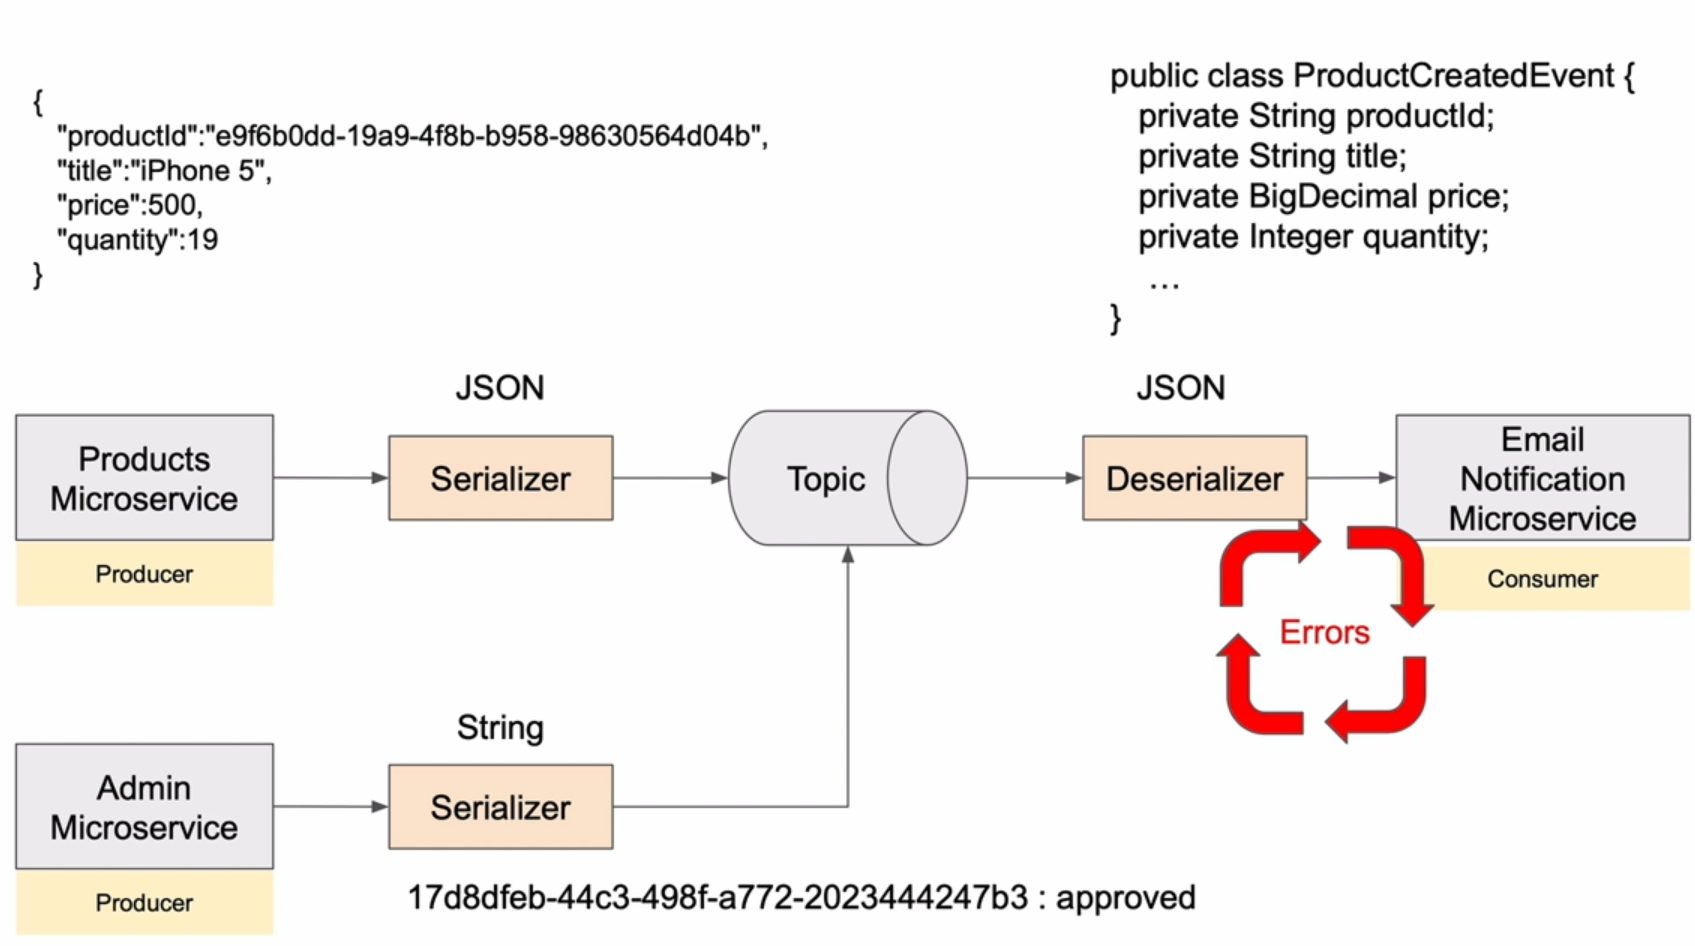 {
"productId":"e9f6b0dd-19a9-4f8b-b958-98630564d04b",
"title":"iPhone 5",
"price":500,
"quantity":19
}
public class ProductCreatedEvent {
private String productId;
private String title;
private BigDecimal price;
private Integer quantity;
...
}
JSON
JSON
Products
Microservice
Producer
Serializer
Topic
Deserializer
Email
Notification
Microservice
Consumer
Errors
String
Admin
Microservice
Producer
Serializer
17d8dfeb-44c3-498f-a772-2023444247b3 : approved